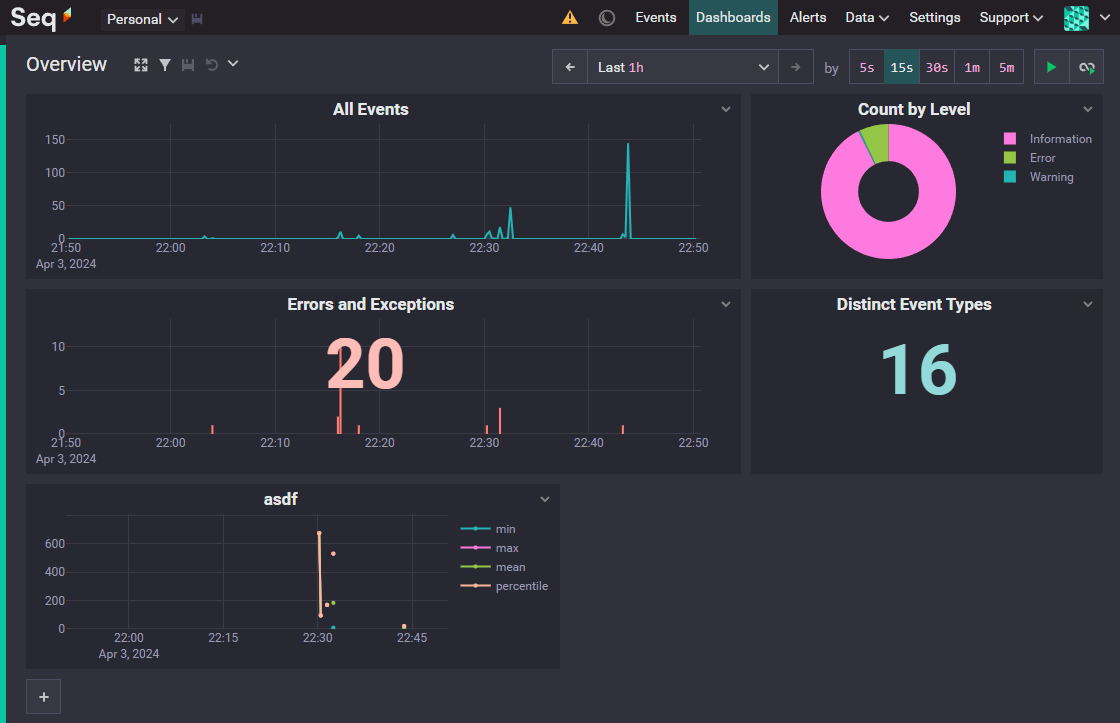 Seq Personal Events Dashboards Alerts Data Settings Support
Overview Last 1h by 5s 15s 30s 1m 5m
All Events
150
100
50
0
21:50 22:00 22:10 22:20 22:30 22:40 22:50
Apr 3, 2024
Count by Level
Information
Error
Warning
Errors and Exceptions
20
10
5
0
21:50 22:00 22:10 22:20 22:30 22:40 22:50
Apr 3, 2024
Distinct Event Types
16
asdf
600
400
200
0
22:00 22:15 22:30 22:45
Apr 3, 2024
min
max
mean
percentile
+